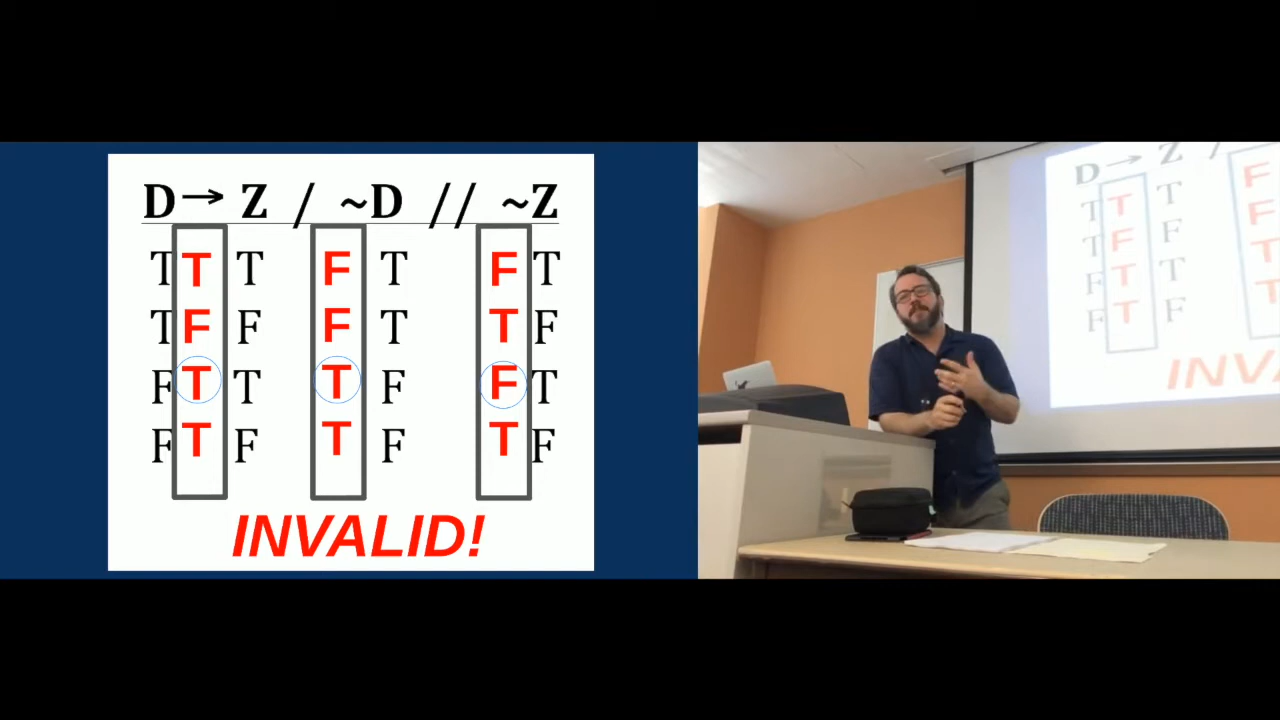 D → Z / ~D // ~Z
T T T F T F T
T F F F T T F
F T T T F F T
F T F T F T F
INVALID!
D → Z /
T T T F
T F F F
F T T T
F T F T